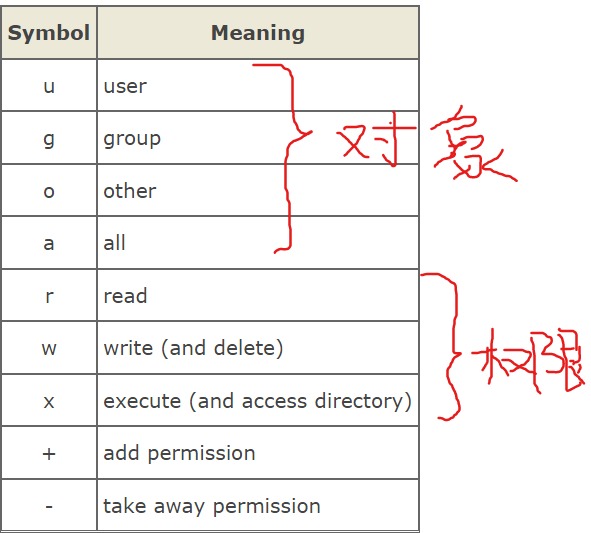 Symbol Meaning
u user
g group
对象
o other
a all
r read
w write (and delete)
权限
x execute (and access directory)
+ add permission
- take away permission